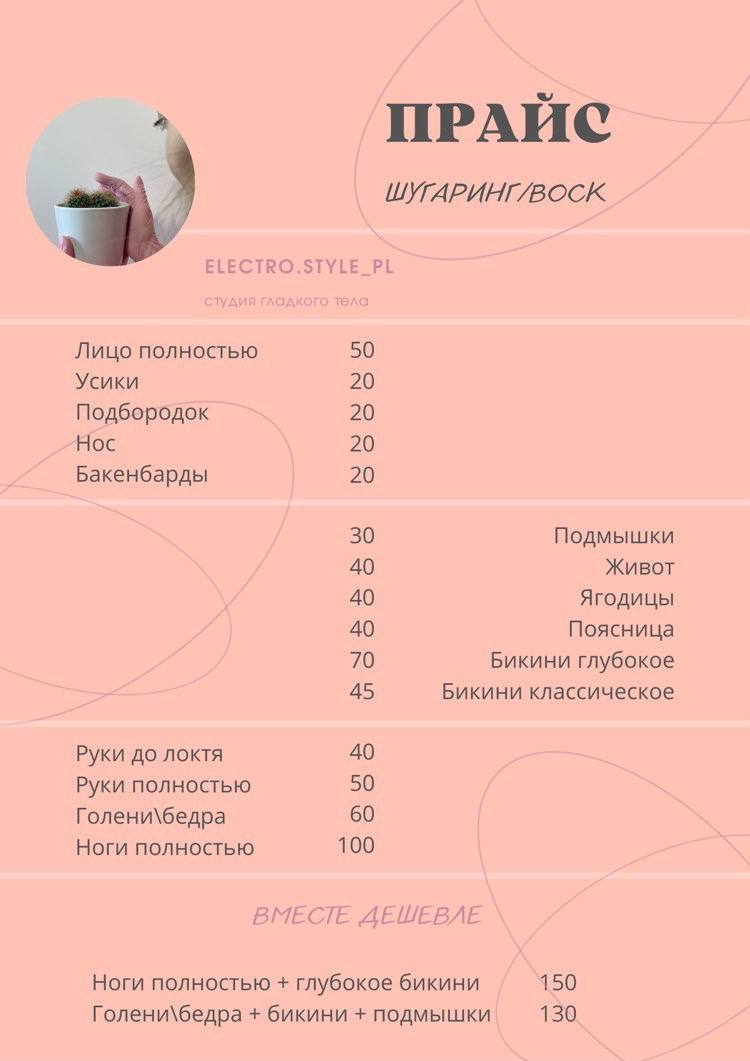 ПРАЙС
ШУГАРИНГ/ВОСК
ELECTRO.STYLE_PL
студия гладкого тела
Лицо полностью 50
Усики 20
Подбородок 20
Нос 20
Бакенбарды 20
30 Подмышки
40 Живот
40 Ягодицы
40 Поясница
70 Бикини глубокое
45 Бикини классическое
Руки до локтя 40
Руки полностью 50
Голени\бедра 60
Ноги полностью 100
ВМЕСТЕ ДЕШЕВЛЕ
Ноги полностью + глубокое бикини 150
Голени\бедра + бикини + подмышки 130